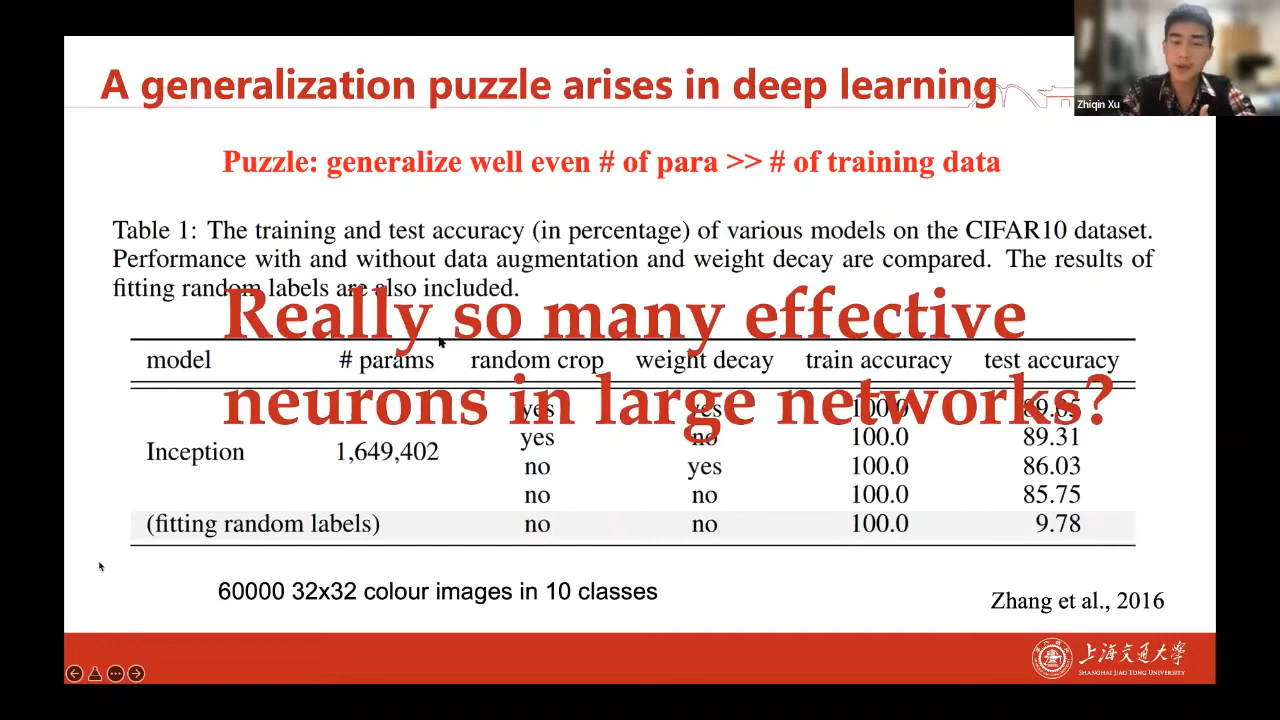 A generalization puzzle arises in deep learning
Zhiqin Xu
Puzzle: generalize well even # of para >> # of training data
Table 1: The training and test accuracy (in percentage) of various models on the CIFAR10 dataset.
Performance with and without data augmentation and weight decay are compared. The results of
fitting random labels are also included.
Really so many effective
neurons in large networks?
model # params random crop weight decay train accuracy test accuracy
yes yes 100.0 89.05
yes no 100.0 89.31
Inception 1,649,402
no yes 100.0 86.03
no no 100.0 85.75
(fitting random labels) no no 100.0 9.78
60000 32x32 colour images in 10 classes
Zhang et al., 2016
上海交通大学
SHANGHAI JIAO TONG UNIVERSITY